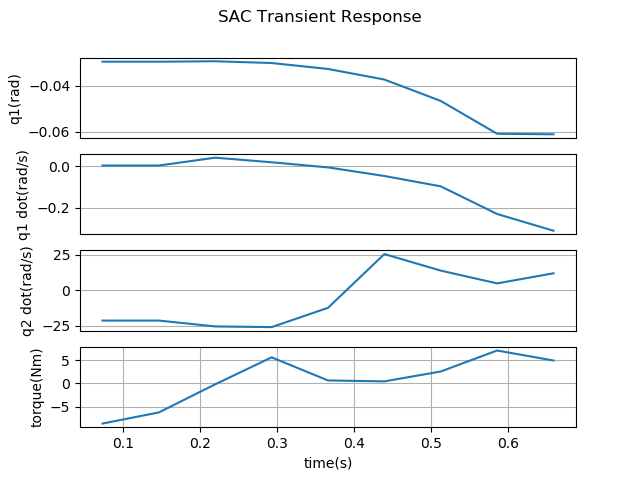 SAC Transient Response
q1(rad)
−0.04
−0.06
q1 dot(rad/s)
0.0
−0.2
q2 dot(rad/s)
25
0
−25
torque(Nm)
5
0
−5
0.1 0.2 0.3 0.4 0.5 0.6
time(s)